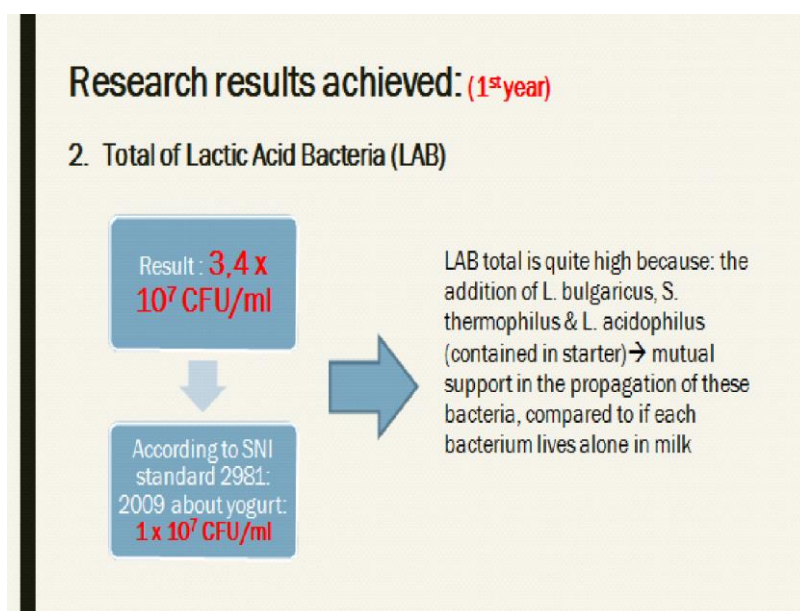 Research results achieved: (1st year)
2. Total of Lactic Acid Bacteria (LAB)
Result : 3,4 x
10⁷ CFU/ml
According to SNI
standard 2981:
2009 about yogurt:
1 x 10⁷ CFU/ml
LAB total is quite high because: the
addition of L. bulgaricus, S.
thermophilus & L. acidophilus
(contained in starter)→ mutual
support in the propagation of these
bacteria, compared to if each
bacterium lives alone in milk